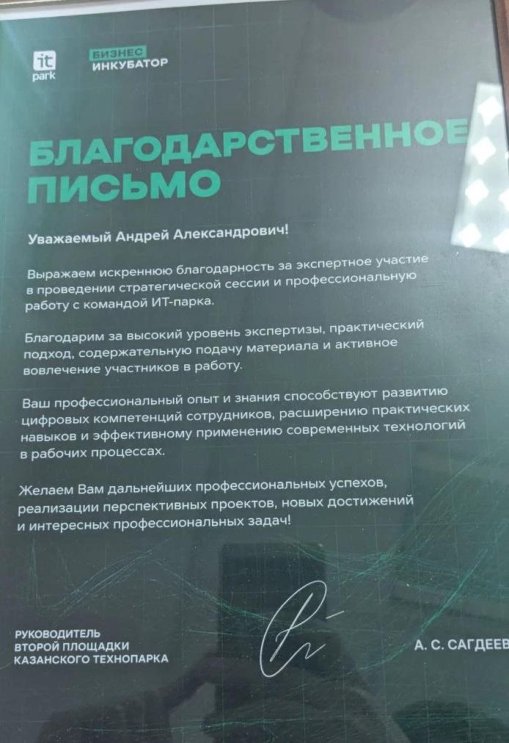 it
park
БИЗНЕС
ИНКУБАТОР
БЛАГОДАРСТВЕННОЕ
ПИСЬМО
Уважаемый Андрей Александрович!
Выражаем искреннюю благодарность за экспертное участие
в проведении стратегической сессии и профессиональную
работу с командой ИТ-парка.
Благодарим за высокий уровень экспертизы, практический
подход, содержательную подачу материала и активное
вовлечение участников в работу.
Ваш профессиональный опыт и знания способствуют развитию
цифровых компетенций сотрудников, расширению практических
навыков и эффективному применению современных технологий
в рабочих процессах.
Желаем Вам дальнейших профессиональных успехов,
реализации перспективных проектов, новых достижений
и интересных профессиональных задач!
РУКОВОДИТЕЛЬ
ВТОРОЙ ПЛОЩАДКИ
КАЗАНСКОГО ТЕХНОПАРКА
А. С. САГДЕЕВ